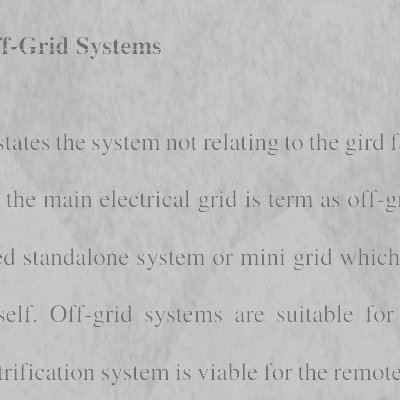 f-Grid Systems
states the system not relating to the gird f
the main electrical grid is term as off-g
ed standalone system or mini grid which
self. Off-grid systems are suitable for
trification system is viable for the remote